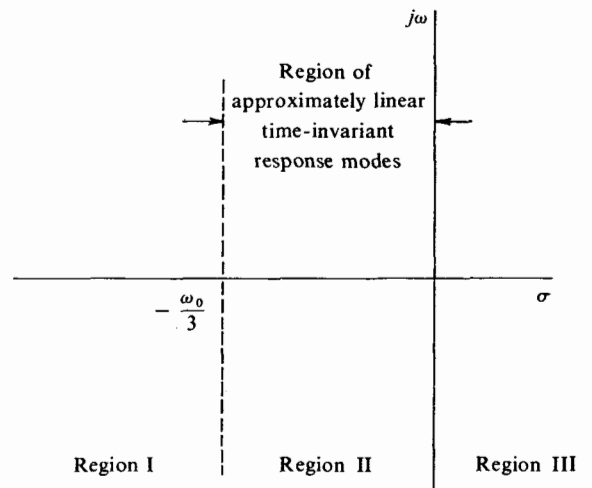 jω
Region of
approximately linear
time-invariant
response modes
σ
− ω₀/3
Region I
Region II
Region III